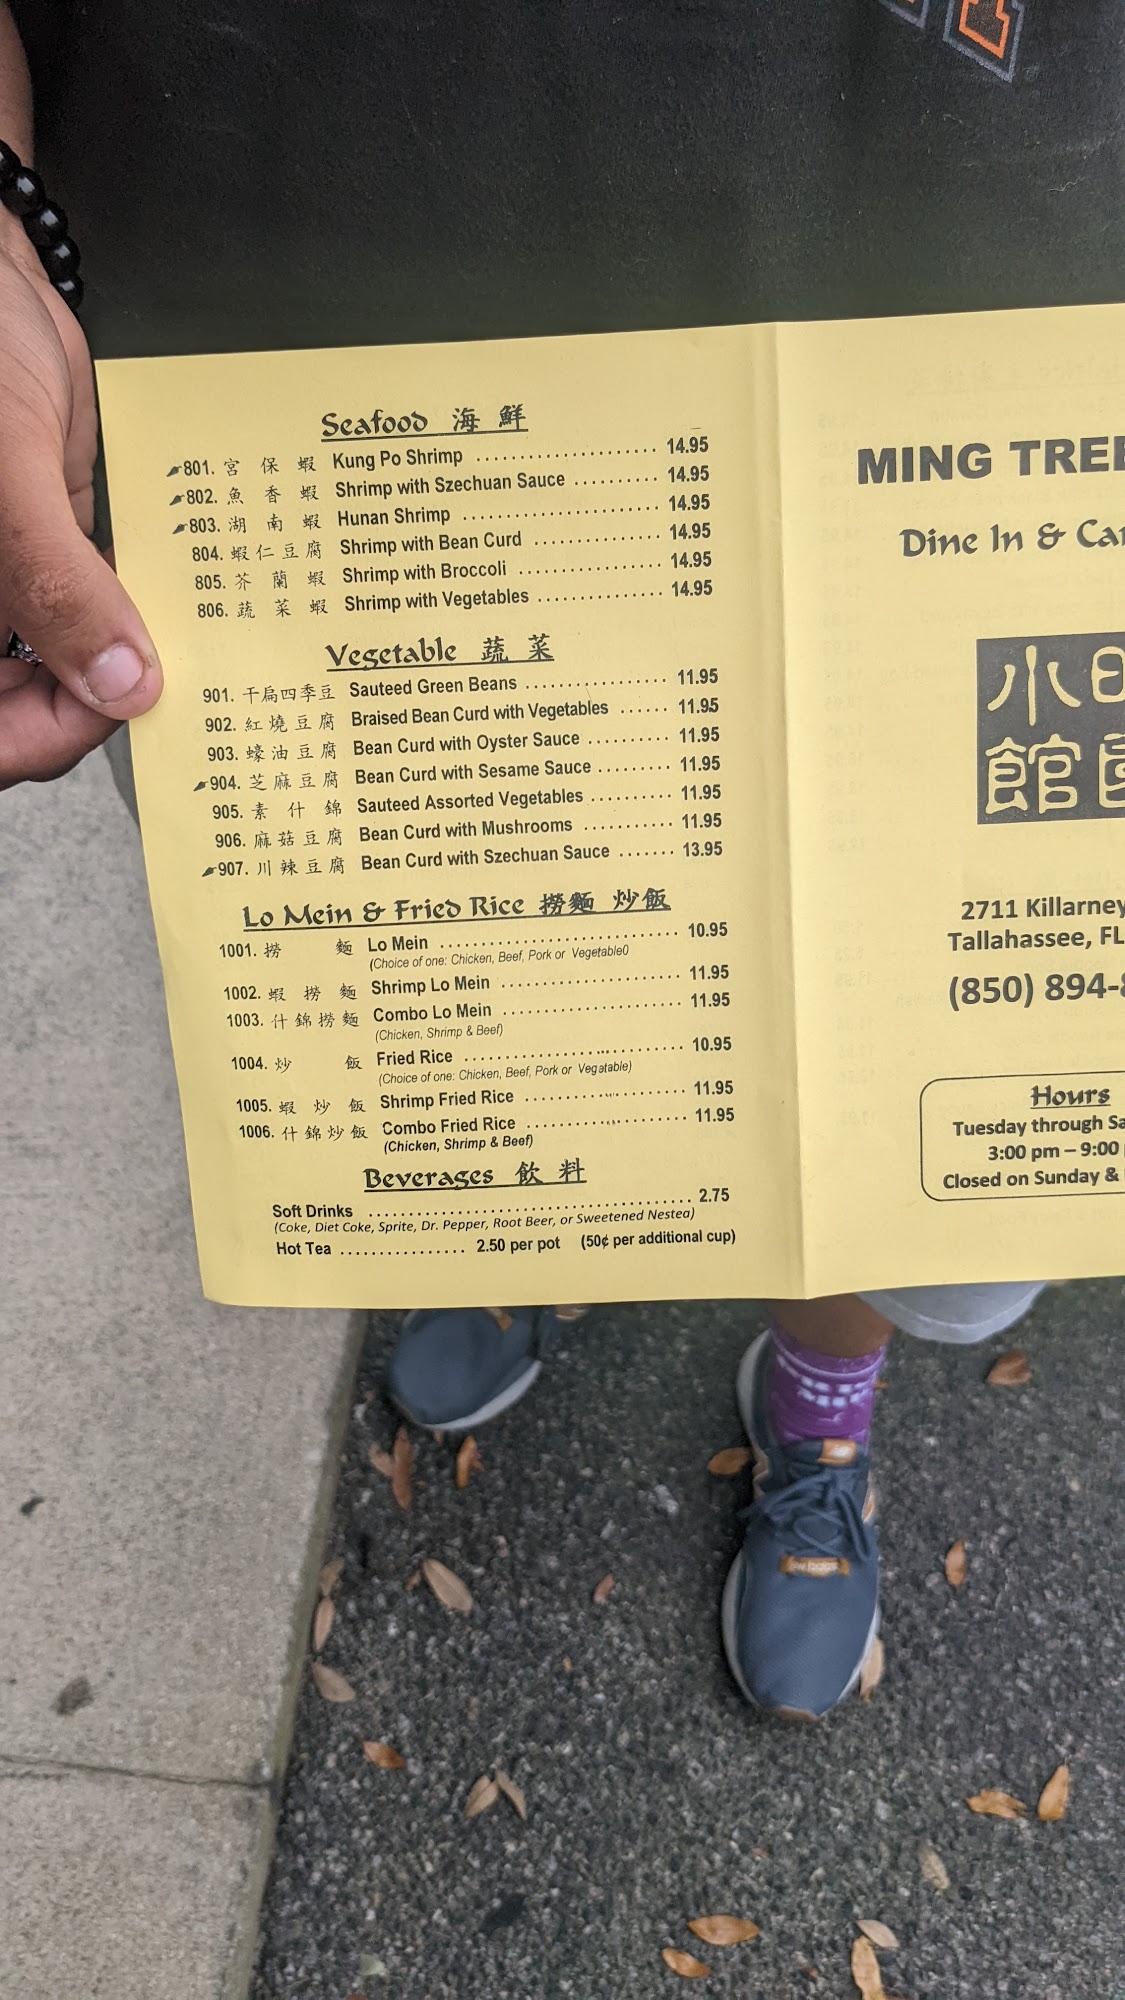 Seafood 海鮮
801. 宮保蝦 Kung Po Shrimp 14.95
802. 魚香蝦 Shrimp with Szechuan Sauce 14.95
803. 湖南蝦 Hunan Shrimp 14.95
804. 蝦仁豆腐 Shrimp with Bean Curd 14.95
805. 芥蘭蝦 Shrimp with Broccoli 14.95
806. 蔬菜蝦 Shrimp with Vegetables 14.95
Vegetable 蔬菜
901. 干扁四季豆 Sauteed Green Beans 11.95
902. 紅燒豆腐 Braised Bean Curd with Vegetables 11.95
903. 蠔油豆腐 Bean Curd with Oyster Sauce 11.95
904. 芝麻豆腐 Bean Curd with Sesame Sauce 11.95
905. 素什錦 Sauteed Assorted Vegetables 11.95
906. 麻菇豆腐 Bean Curd with Mushrooms 11.95
907. 川辣豆腐 Bean Curd with Szechuan Sauce 13.95
Lo Mein & Fried Rice 撈麵 炒飯
1001. 撈麵 Lo Mein 10.95
(Choice of one: Chicken, Beef, Pork or Vegetable0
1002. 蝦撈麵 Shrimp Lo Mein 11.95
1003. 什錦撈麵 Combo Lo Mein 11.95
(Chicken, Shrimp & Beef)
1004. 炒飯 Fried Rice 10.95
(Choice of one: Chicken, Beef, Pork or Vegatable)
1005. 蝦炒飯 Shrimp Fried Rice 11.95
1006. 什錦炒飯 Combo Fried Rice 11.95
(Chicken, Shrimp & Beef)
Beverages 飲料
Soft Drinks 2.75
(Coke, Diet Coke, Sprite, Dr. Pepper, Root Beer, or Sweetened Nestea)
Hot Tea 2.50 per pot (50¢ per additional cup)
MING TREE
Dine In & Car
小
館
2711 Killarney
Tallahassee, FL
(850) 894-8
Hours
Tuesday through Sa
3:00 pm – 9:00
Closed on Sunday &